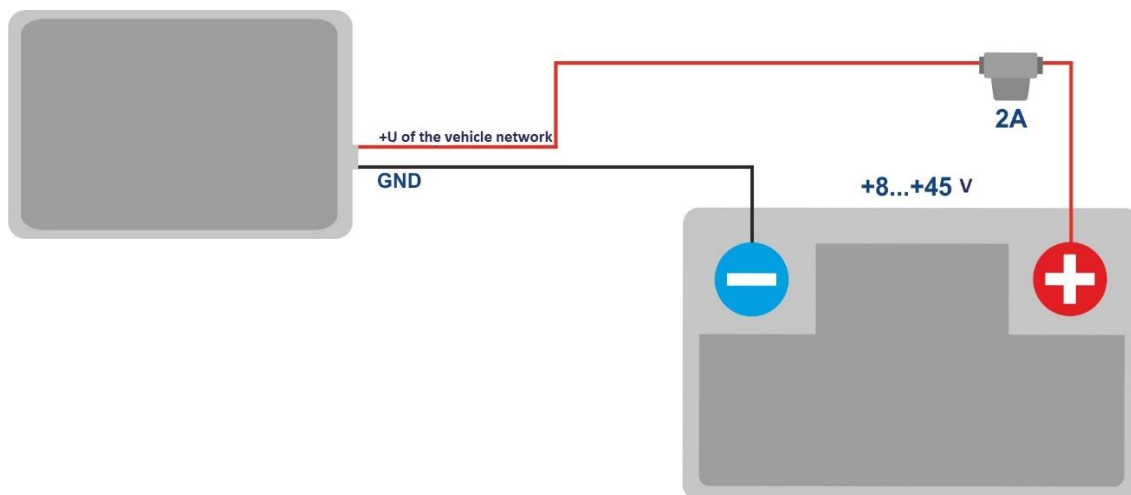 +U of the vehicle network
GND
2A
+8...+45 V